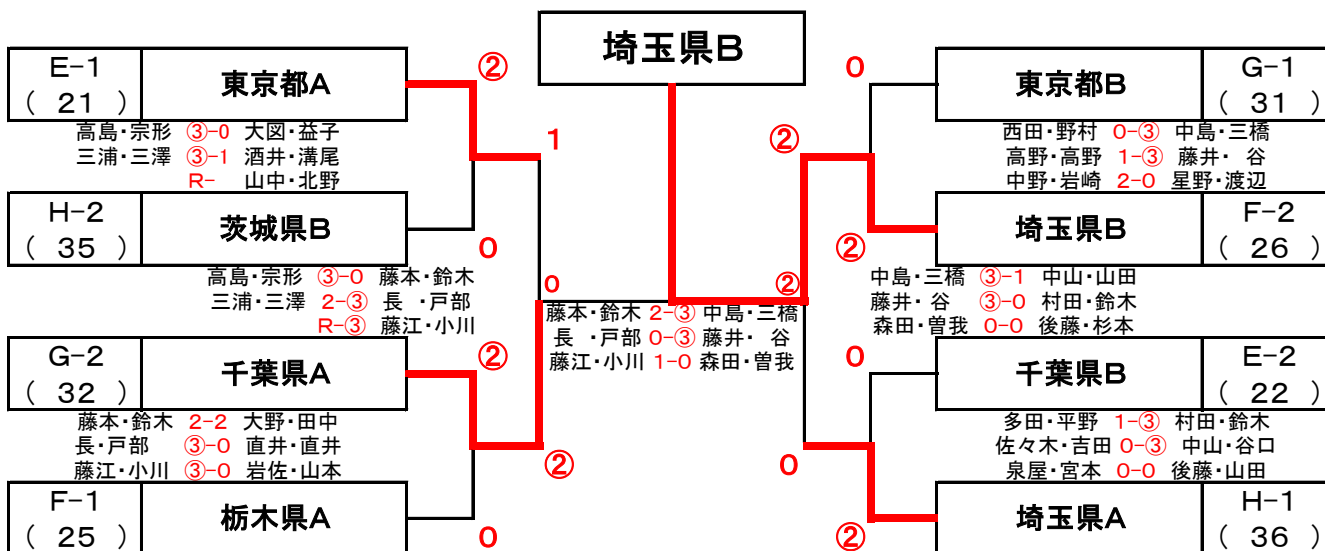 埼玉県B
E-1
( 21 )
東京都A
②
高島・宗形 ③-0 大図・益子
三浦・三澤 ③-1 酒井・溝尾
R- 山中・北野
1
H-2
( 35 )
茨城県B
0
高島・宗形 ③-0 藤本・鈴木
三浦・三澤 2-③ 長 ・戸部
R-③ 藤江・小川
0
G-2
( 32 )
千葉県A
②
藤本・鈴木 2-2 大野・田中
長・戸部 ③-0 直井・直井
藤江・小川 ③-0 岩佐・山本
②
F-1
( 25 )
栃木県A
0
②
藤本・鈴木 2-③ 中島・三橋
長 ・戸部 0-③ 藤井・ 谷
藤江・小川 1-0 森田・曽我
0
東京都B
G-1
( 31 )
西田・野村 0-③ 中島・三橋
高野・高野 1-③ 藤井・ 谷
中野・岩崎 2-0 星野・渡辺
②
②
埼玉県B
F-2
( 26 )
中島・三橋 ③-1 中山・山田
藤井・ 谷 ③-0 村田・鈴木
森田・曽我 0-0 後藤・杉本
0
千葉県B
E-2
( 22 )
多田・平野 1-③ 村田・鈴木
佐々木・吉田 0-③ 中山・谷口
泉屋・宮本 0-0 後藤・山田
0
②
埼玉県A
H-1
( 36 )